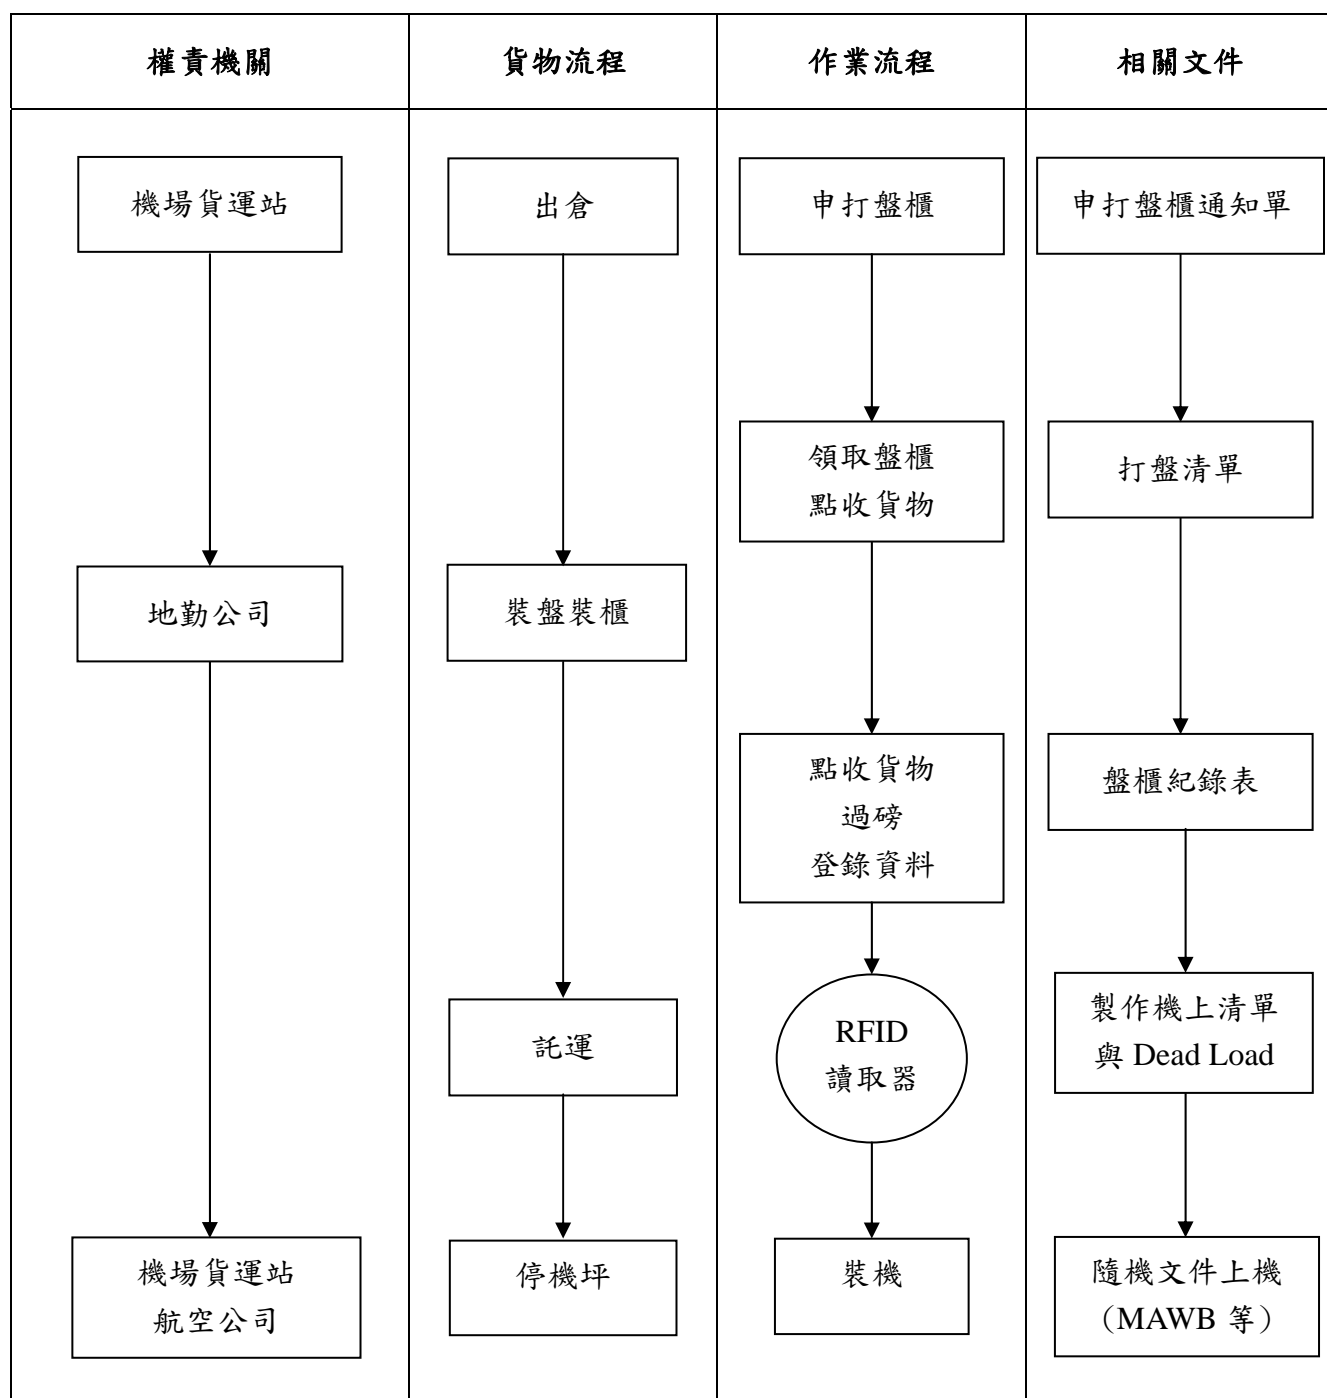 權責機關
貨物流程
作業流程
相關文件
機場貨運站
出倉
申打盤櫃
申打盤櫃通知單
領取盤櫃
點收貨物
打盤清單
地勤公司
裝盤裝櫃
點收貨物
過磅
登錄資料
盤櫃紀錄表
託運
RFID
讀取器
製作機上清單
與 Dead Load
機場貨運站
航空公司
停機坪
裝機
隨機文件上機
（MAWB 等）